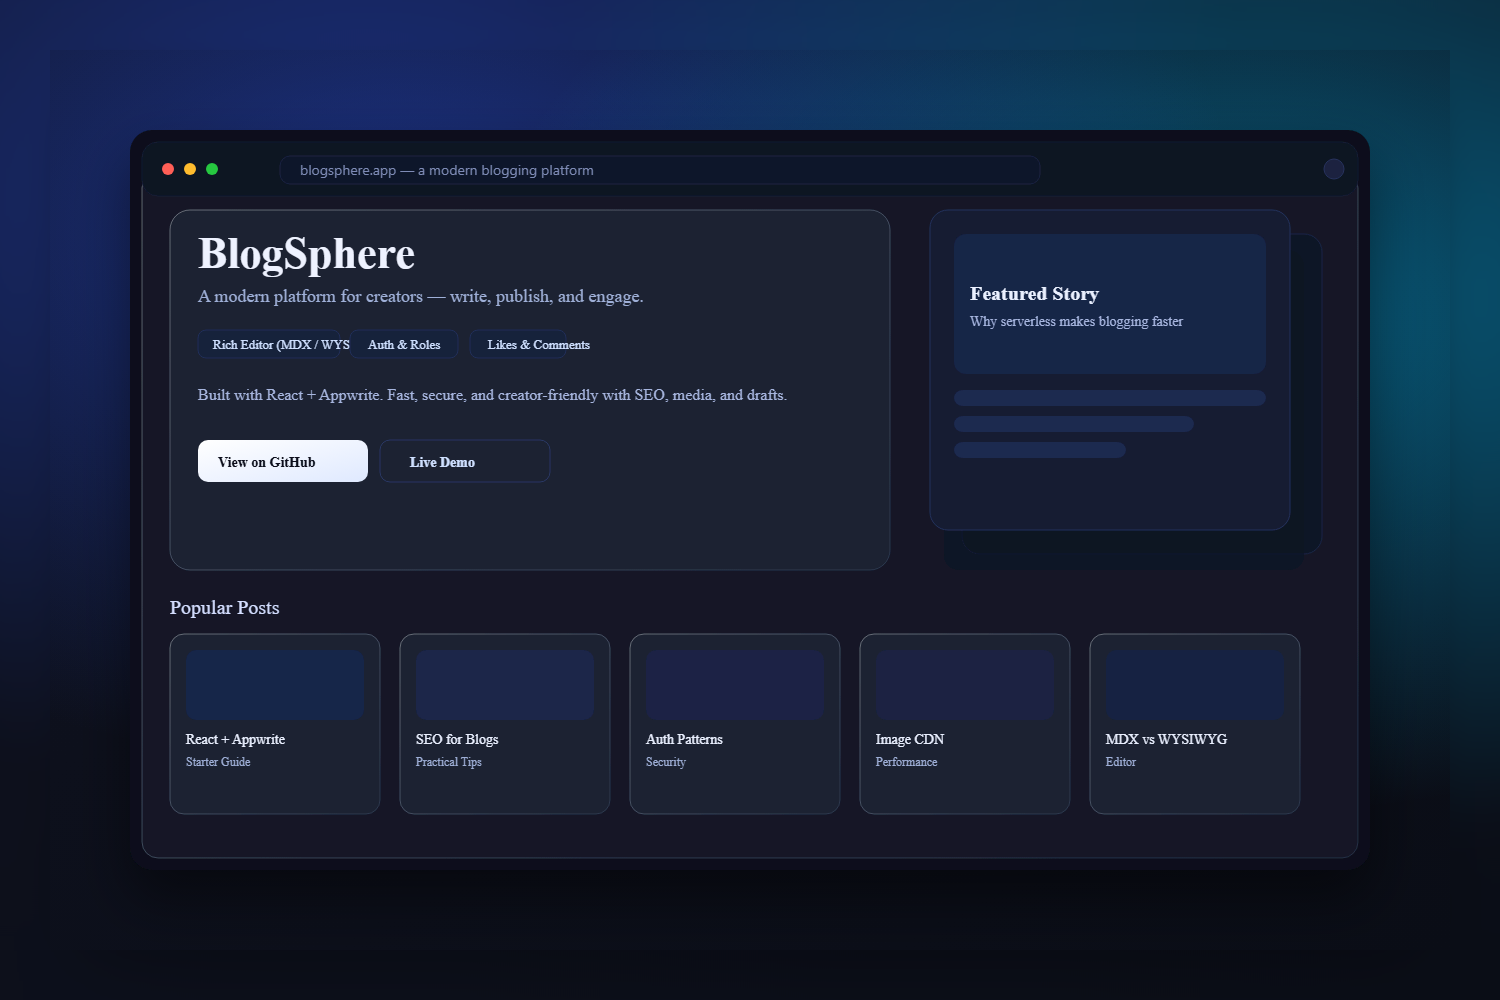 blogsphere.app — a modern blogging platform
BlogSphere
A modern platform for creators — write, publish, and engage.
Rich Editor (MDX / WYS
Auth & Roles
Likes & Comments
Built with React + Appwrite. Fast, secure, and creator-friendly with SEO, media, and drafts.
View on GitHub
Live Demo
Featured Story
Why serverless makes blogging faster
Popular Posts
React + Appwrite
Starter Guide
SEO for Blogs
Practical Tips
Auth Patterns
Security
Image CDN
Performance
MDX vs WYSIWYG
Editor